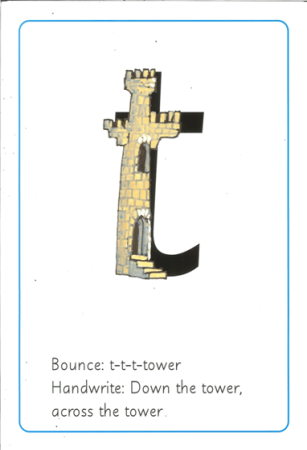 t
Bounce: t-t-t-tower
Handwrite: Down the tower,
across the tower.